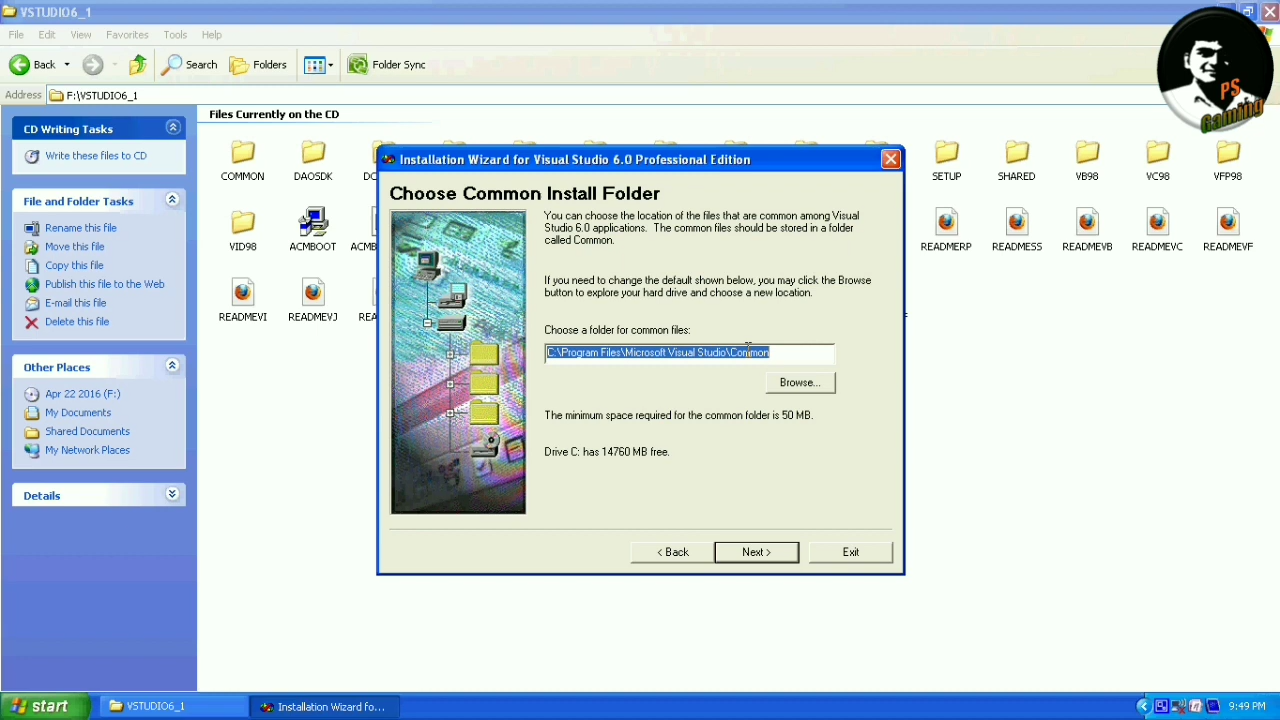 VSTUDIO6_1
File Edit View Favorites Tools Help
Back Search Folders Folder Sync
Address F:\VSTUDIO6_1
PS
Gaming
CD Writing Tasks
Write these files to CD
File and Folder Tasks
Rename this file
Move this file
Copy this file
Publish this file to the Web
E-mail this file
Delete this file
Other Places
Apr 22 2016 (F:)
My Documents
Shared Documents
My Network Places
Details
Files Currently on the CD
COMMON DAOSDK SETUP SHARED VB98 VC98 VFP98
VID98 ACMBOOT READMERP READMESS READMEVB READMEVC READMEVF
READMEVI READMEVJ
Installation Wizard for Visual Studio 6.0 Professional Edition
Choose Common Install Folder
You can choose the location of the files that are common among Visual
Studio 6.0 applications. The common files should be stored in a folder
called Common.
If you need to change the default shown below, you may click the Browse
button to explore your hard drive and choose a new location.
Choose a folder for common files:
C:\Program Files\Microsoft Visual Studio\Common
Browse...
The minimum space required for the common folder is 50 MB.
Drive C: has 14760 MB free.
< Back Next > Exit
start VSTUDIO6_1 Installation Wizard fo... 9:49 PM